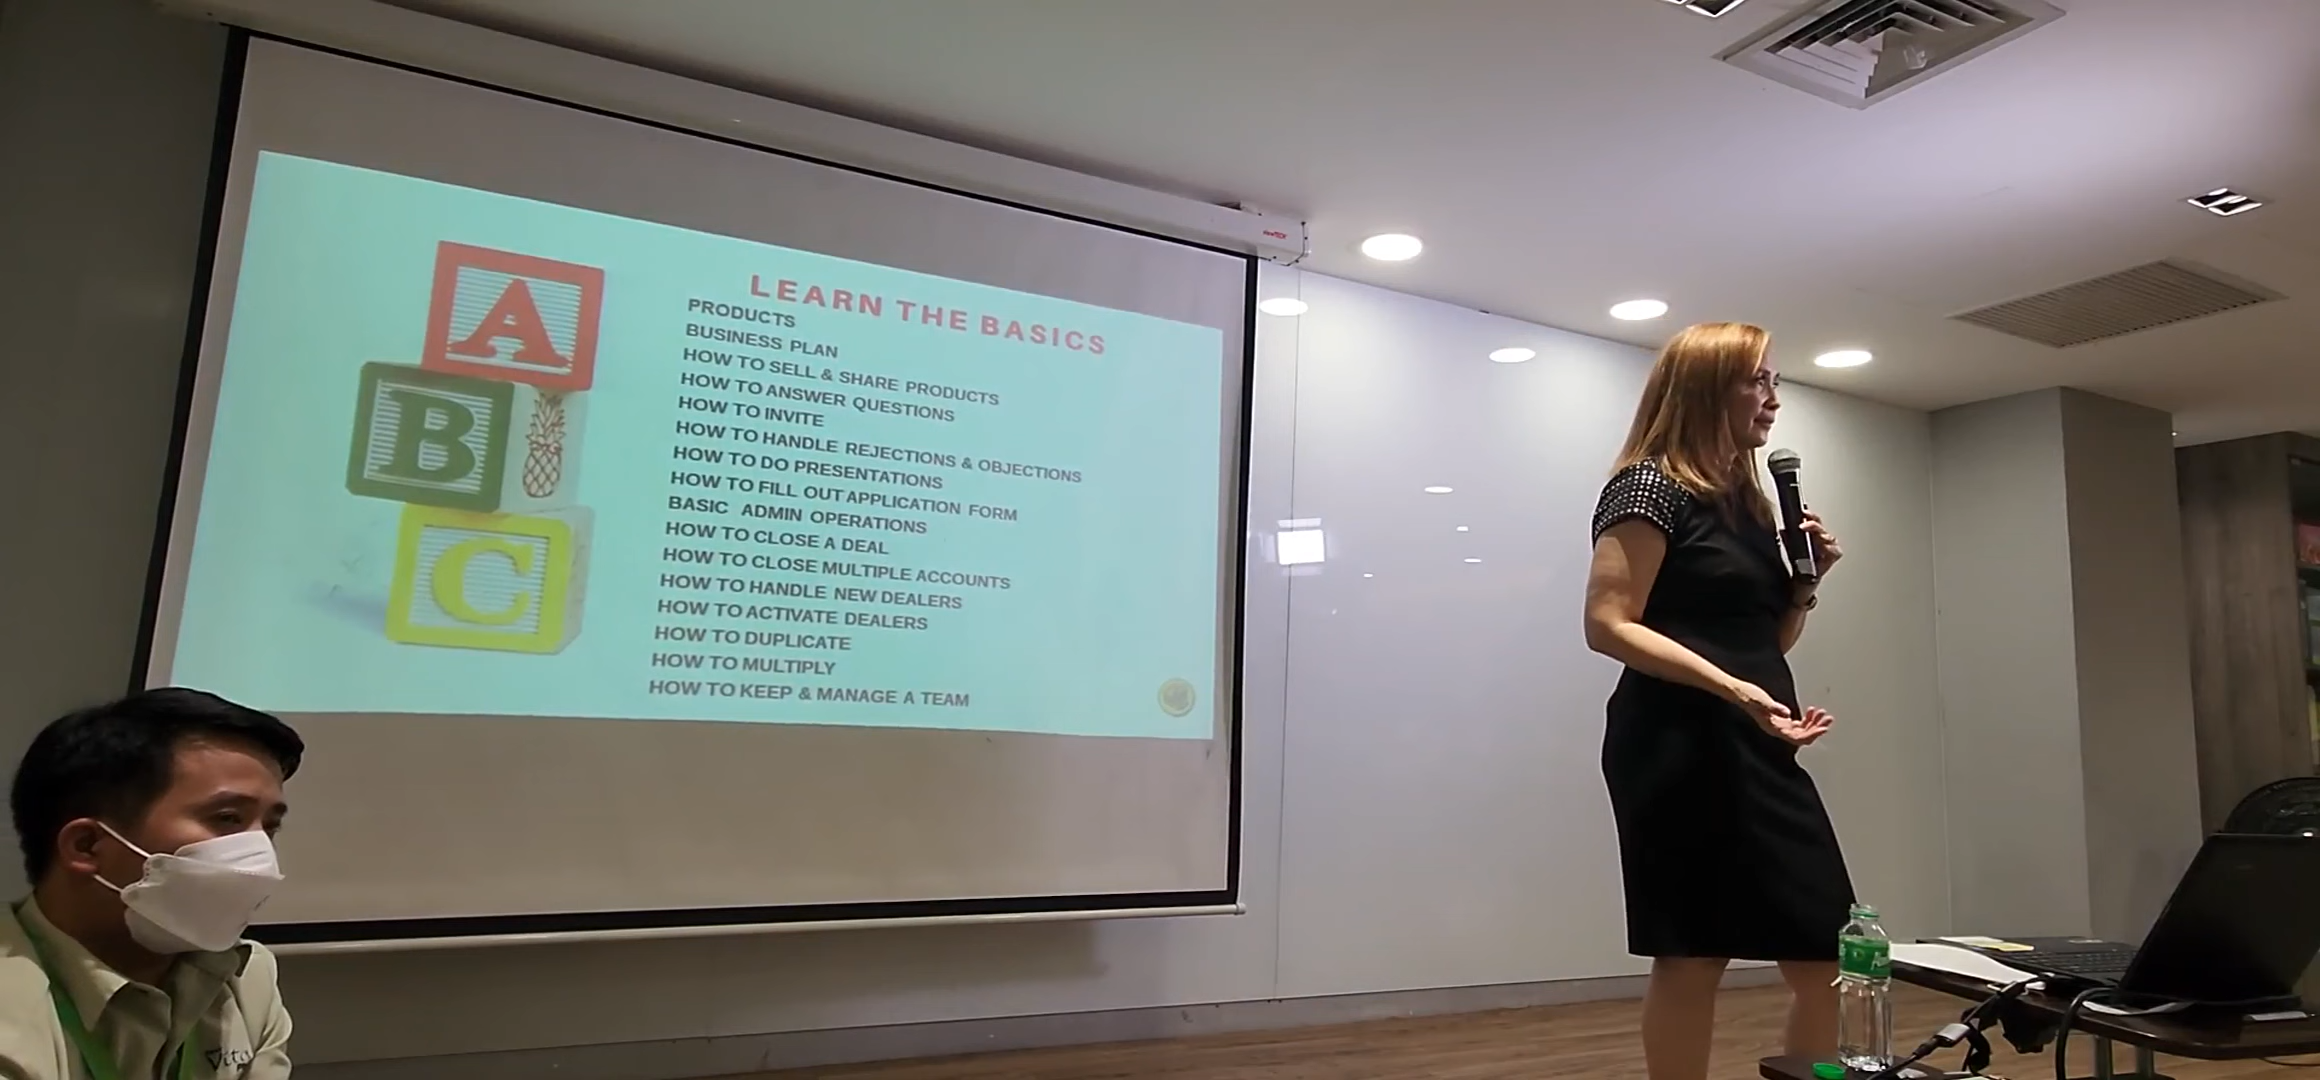 LEARN THE BASICS
PRODUCTS
BUSINESS PLAN
HOW TO SELL & SHARE PRODUCTS
HOW TO ANSWER QUESTIONS
HOW TO INVITE
HOW TO HANDLE REJECTIONS & OBJECTIONS
HOW TO DO PRESENTATIONS
HOW TO FILL OUT APPLICATION FORM
BASIC ADMIN OPERATIONS
HOW TO CLOSE A DEAL
HOW TO CLOSE MULTIPLE ACCOUNTS
HOW TO HANDLE NEW DEALERS
HOW TO ACTIVATE DEALERS
HOW TO DUPLICATE
HOW TO MULTIPLY
HOW TO KEEP & MANAGE A TEAM
A
B
C